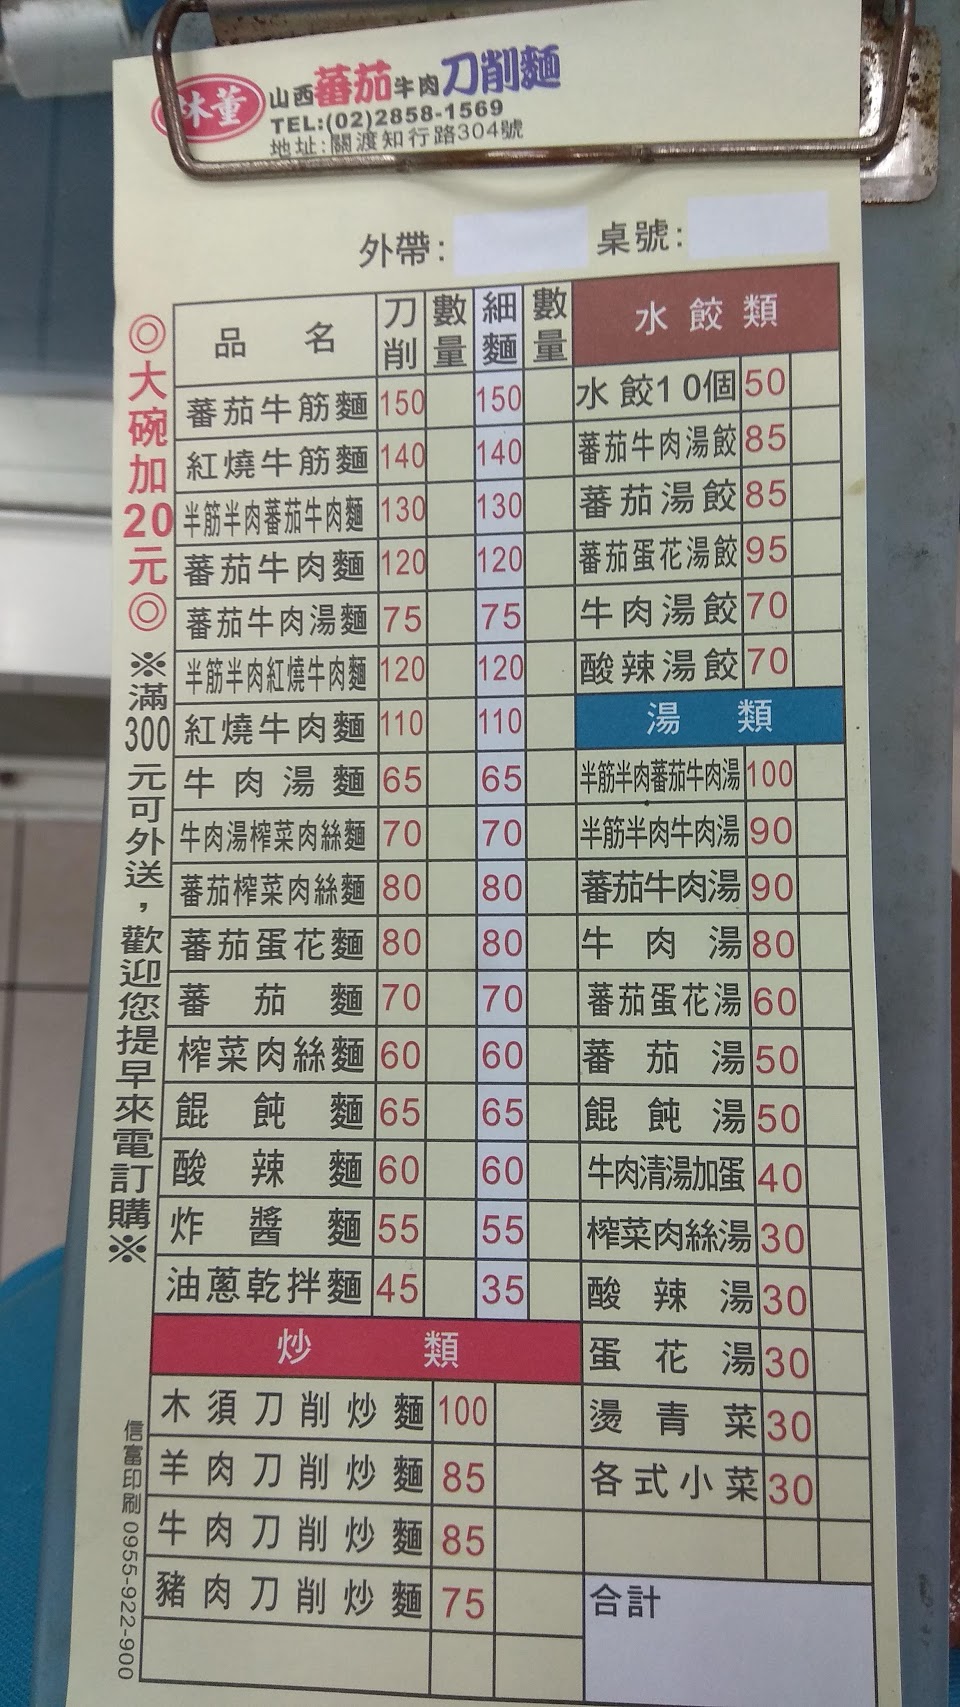 林董
山西蕃茄牛肉刀削麵
TEL:(02)2858-1569
地址:關渡知行路304號
外帶: 桌號:
◎大碗加20元◎
※滿300元可外送，歡迎您提早來電訂購※
品名 刀削 數量 細麵 數量
蕃茄牛筋麵 150 150
紅燒牛筋麵 140 140
半筋半肉蕃茄牛肉麵 130 130
蕃茄牛肉麵 120 120
蕃茄牛肉湯麵 75 75
半筋半肉紅燒牛肉麵 120 120
紅燒牛肉麵 110 110
牛肉湯麵 65 65
牛肉湯榨菜肉絲麵 70 70
蕃茄榨菜肉絲麵 80 80
蕃茄蛋花麵 80 80
蕃茄麵 70 70
榨菜肉絲麵 60 60
餛飩麵 65 65
酸辣麵 60 60
炸醬麵 55 55
油蔥乾拌麵 45 35
炒類
木須刀削炒麵 100
羊肉刀削炒麵 85
牛肉刀削炒麵 85
豬肉刀削炒麵 75
水餃類
水餃10個 50
蕃茄牛肉湯餃 85
蕃茄湯餃 85
蕃茄蛋花湯餃 95
牛肉湯餃 70
酸辣湯餃 70
湯類
半筋半肉蕃茄牛肉湯 100
半筋半肉牛肉湯 90
蕃茄牛肉湯 90
牛肉湯 80
蕃茄蛋花湯 60
蕃茄湯 50
餛飩湯 50
牛肉清湯加蛋 40
榨菜肉絲湯 30
酸辣湯 30
蛋花湯 30
燙青菜 30
各式小菜 30
合計
信富印刷 0955-922-900